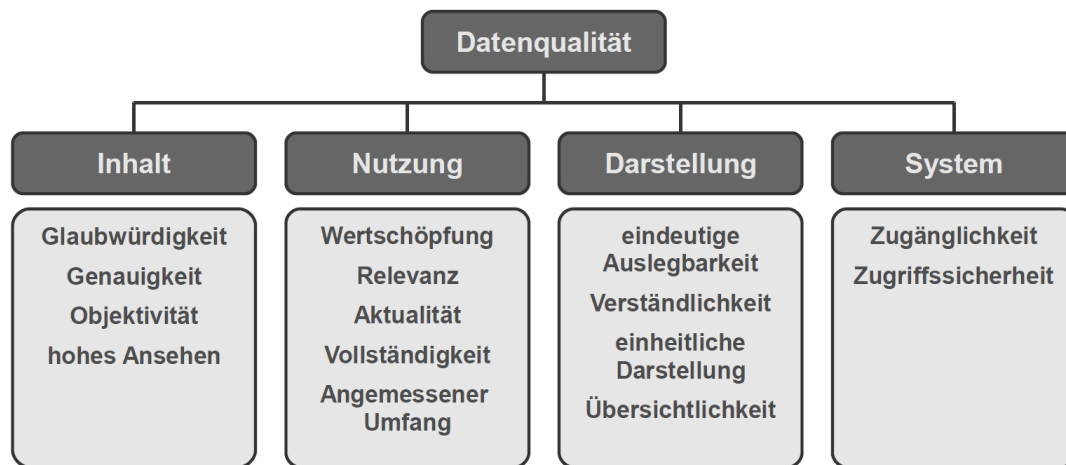 Datenqualität
Inhalt
Glaubwürdigkeit
Genauigkeit
Objektivität
hohes Ansehen
Nutzung
Wertschöpfung
Relevanz
Aktualität
Vollständigkeit
Angemessener
Umfang
Darstellung
eindeutige
Auslegbarkeit
Verständlichkeit
einheitliche
Darstellung
Übersichtlichkeit
System
Zugänglichkeit
Zugriffssicherheit